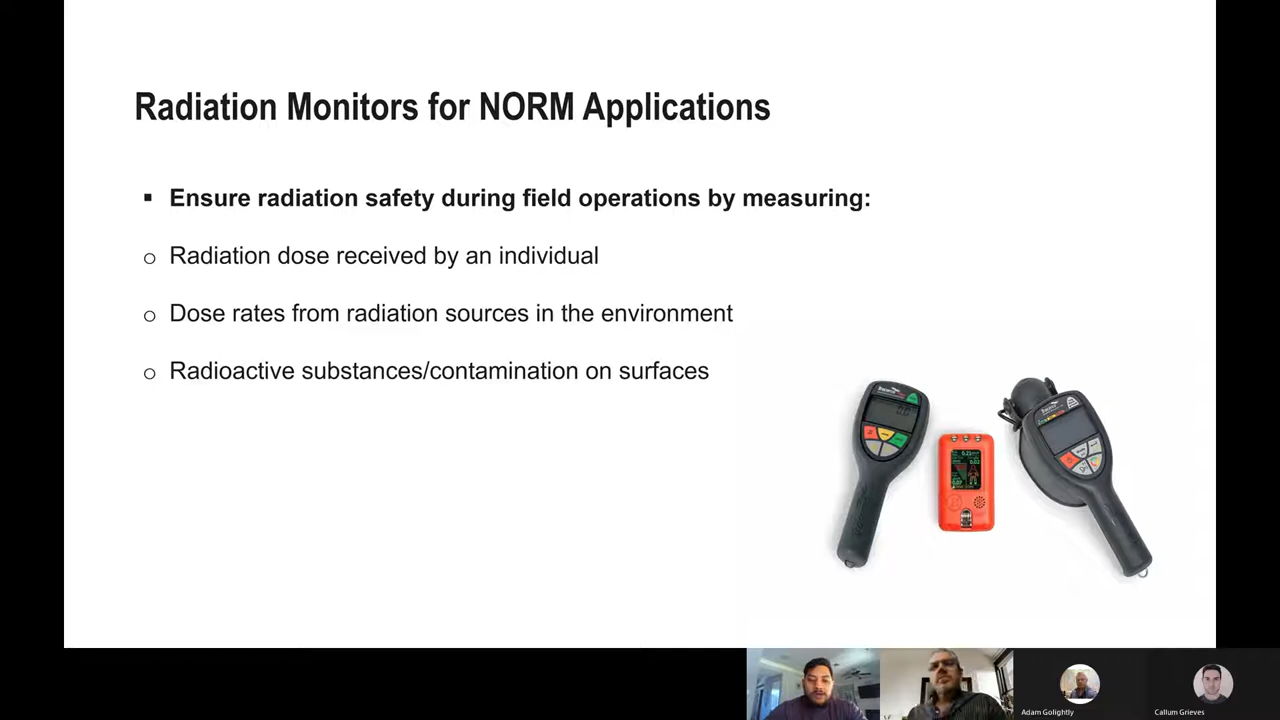 Radiation Monitors for NORM Applications
▪ Ensure radiation safety during field operations by measuring:
o Radiation dose received by an individual
o Dose rates from radiation sources in the environment
o Radioactive substances/contamination on surfaces
Adam Golightly
Callum Grieves